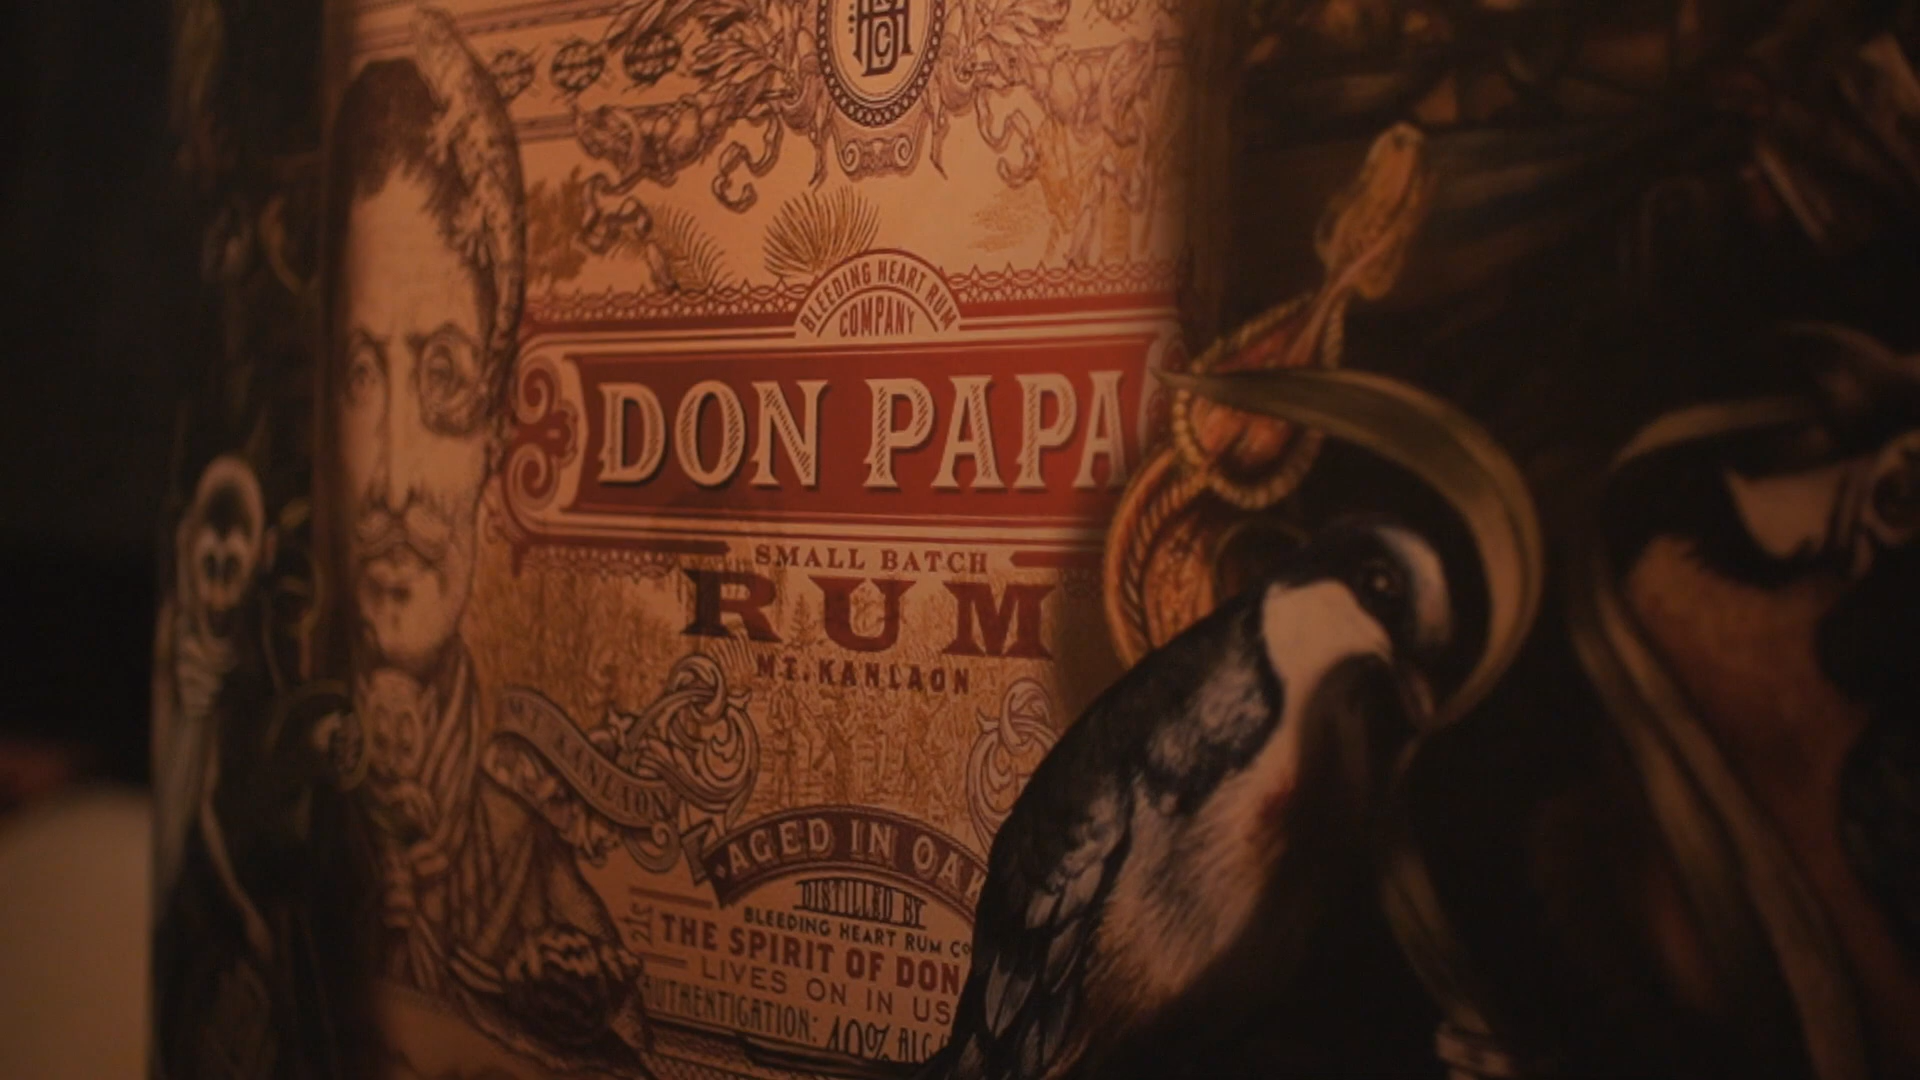 BLEEDING HEART RUM
COMPANY
DON PAPA
SMALL BATCH
RUM
MT. KANLAON
MT KANLAON
AGED IN OAK
DISTILLED BY
BLEEDING HEART RUM CO
THE SPIRIT OF DON
LIVES ON IN US
AUTHENTICATION: 40% ALC